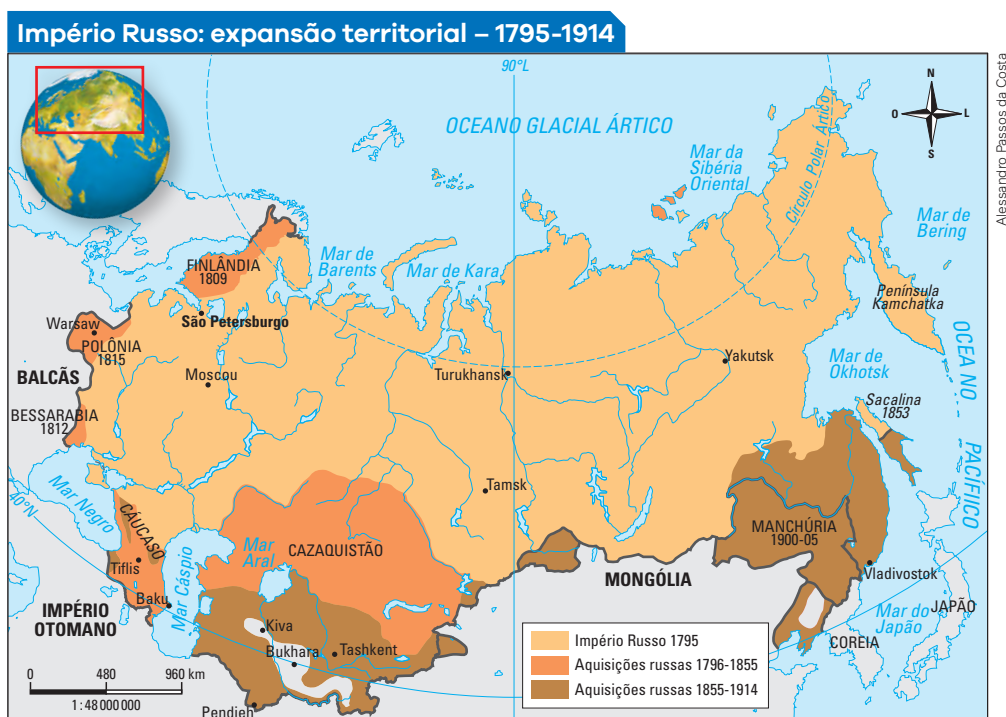 Império Russo: expansão territorial – 1795-1914
Alessandro Passos da Costa
90°L
N
O
L
S
OCEANO GLACIAL ÁRTICO
Mar da
Sibéria
Oriental
Círculo Polar Ártico
Mar de
Bering
FINLÂNDIA
1809
Mar de
Barents
Mar de Kara
Península
Kamchatka
São Petersburgo
Warsaw
POLÔNIA
1815
BALCÃS
Moscou
Turukhansk
Yakutsk
Mar de
Okhotsk
OCEA NO
PACÍFIICO
BESSARABIA
1812
Sacalina
1853
Tamsk
40°N
Mar Negro
CÁUCASO
Tiflis
Mar Cáspio
Mar
Aral
CAZAQUISTÃO
MANCHÚRIA
1900-05
MONGÓLIA
Vladivostok
Baku
IMPÉRIO
OTOMANO
Kiva
Bukhara
Tashkent
Mar do
Japão
JAPÃO
COREIA
Império Russo 1795
Aquisições russas 1796-1855
Aquisições russas 1855-1914
0 480 960 km
1 : 48 000 000
Pendieh